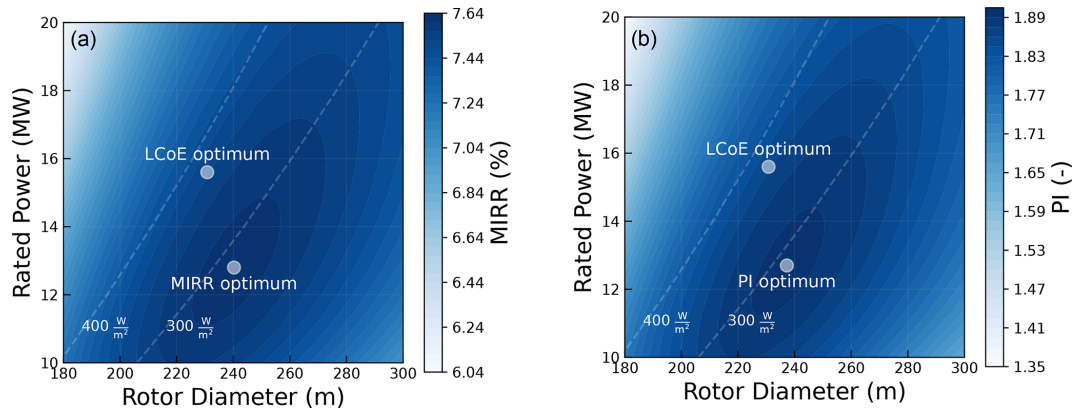 (a)
Rated Power (MW)
20
18
16
14
12
10
LCoE optimum
MIRR optimum
400 W/m²
300 W/m²
180 200 220 240 260 280 300
Rotor Diameter (m)
7.64
7.44
7.24
7.04
6.84
6.64
6.44
6.24
6.04
MIRR (%)
(b)
Rated Power (MW)
20
18
16
14
12
10
LCoE optimum
PI optimum
400 W/m²
300 W/m²
180 200 220 240 260 280 300
Rotor Diameter (m)
1.89
1.83
1.77
1.71
1.65
1.59
1.53
1.47
1.41
1.35
PI (-)